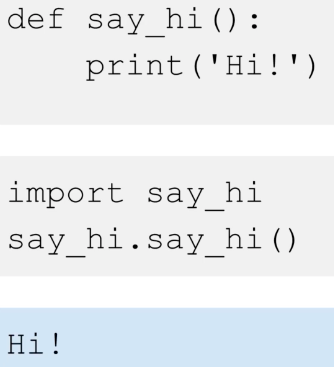 def say_hi():
    print('Hi!')
import say_hi
say_hi.say_hi()
Hi!